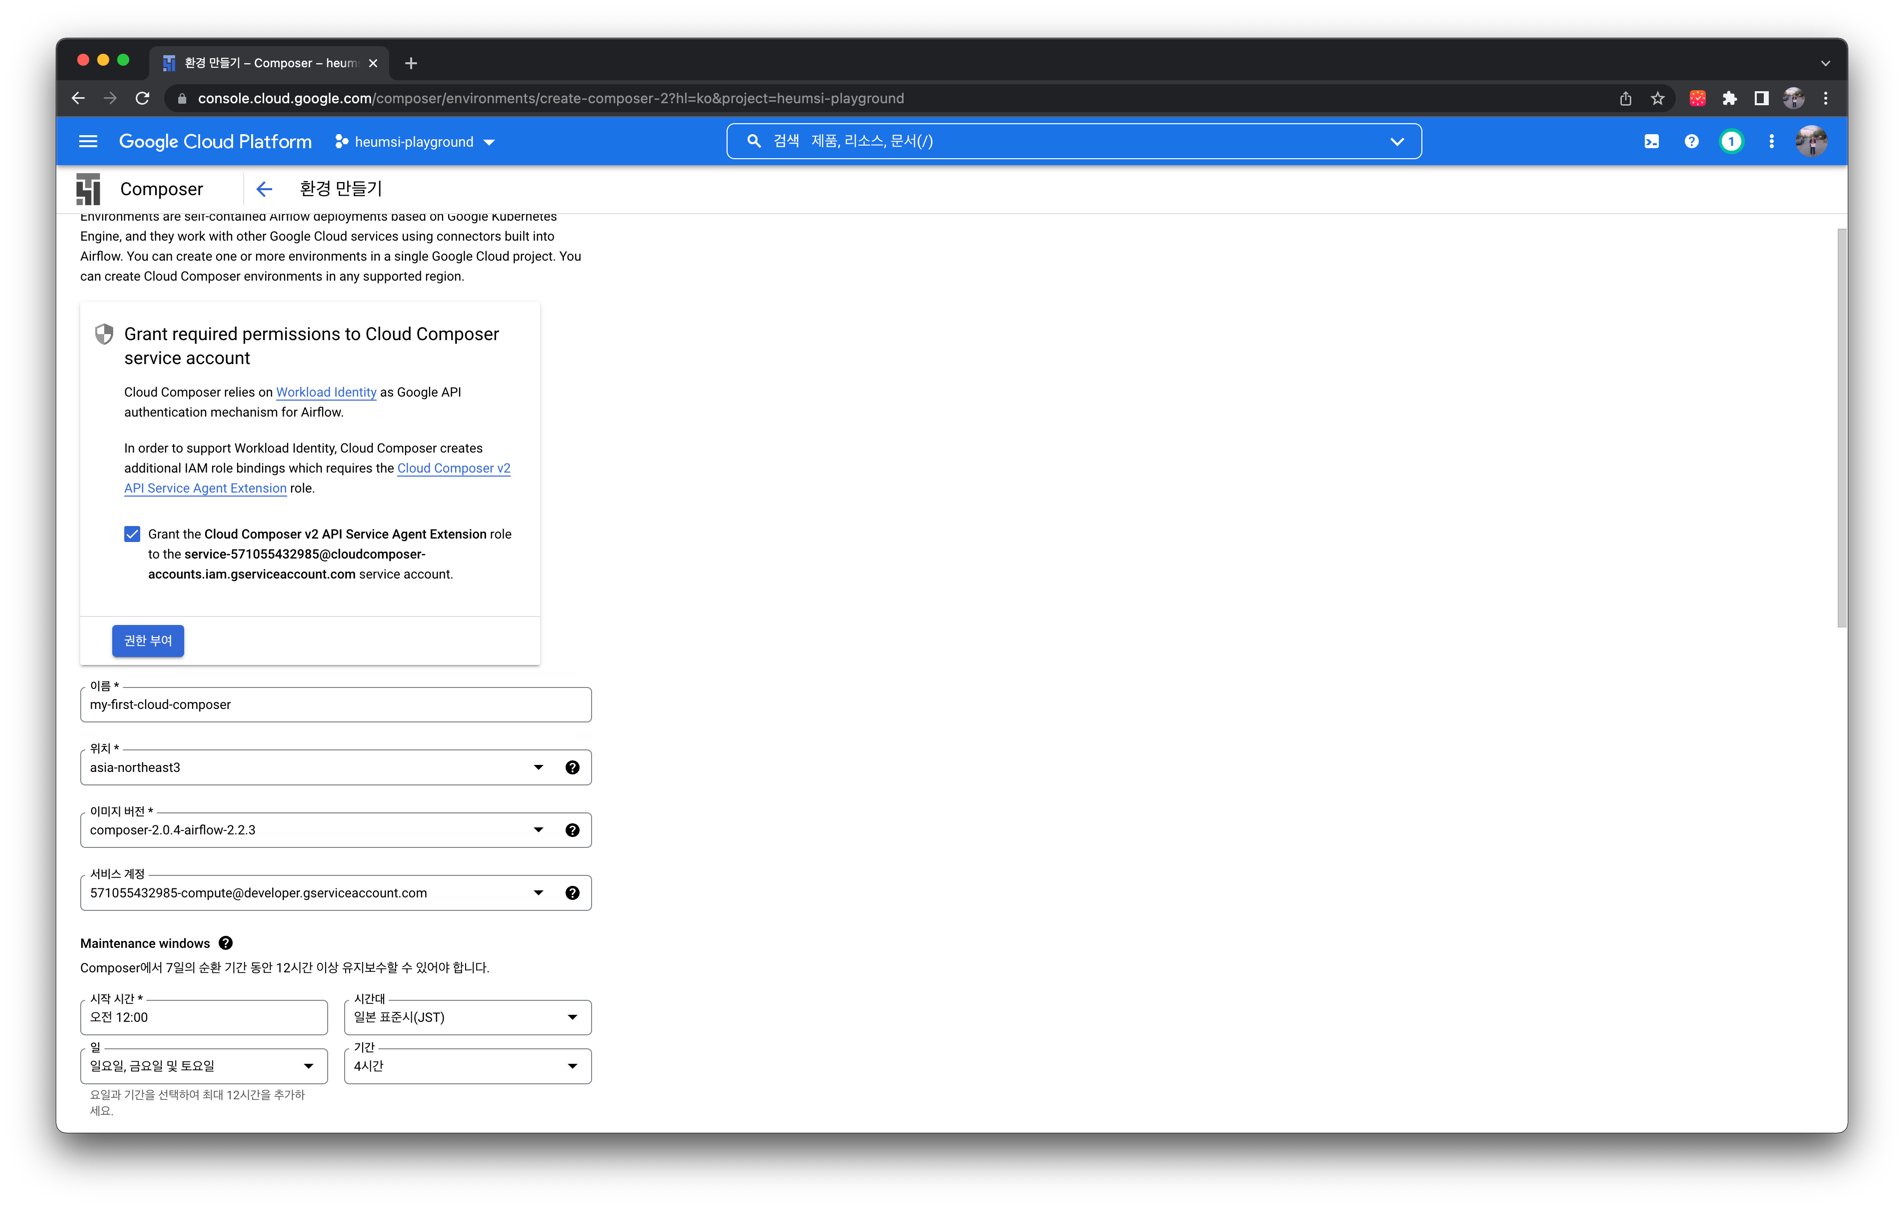 환경 만들기 – Composer – heum
console.cloud.google.com/composer/environments/create-composer-2?hl=ko&project=heumsi-playground
Google Cloud Platform
heumsi-playground
검색 제품, 리소스, 문서(/)
1
Composer
환경 만들기
Environments are self-contained Airflow deployments based on Google Kubernetes
Engine, and they work with other Google Cloud services using connectors built into
Airflow. You can create one or more environments in a single Google Cloud project. You
can create Cloud Composer environments in any supported region.
Grant required permissions to Cloud Composer
service account
Cloud Composer relies on Workload Identity as Google API
authentication mechanism for Airflow.
In order to support Workload Identity, Cloud Composer creates
additional IAM role bindings which requires the Cloud Composer v2
API Service Agent Extension role.
Grant the Cloud Composer v2 API Service Agent Extension role
to the service-571055432985@cloudcomposer-
accounts.iam.gserviceaccount.com service account.
권한 부여
이름 *
my-first-cloud-composer
위치 *
asia-northeast3
이미지 버전 *
composer-2.0.4-airflow-2.2.3
서비스 계정
571055432985-compute@developer.gserviceaccount.com
Maintenance windows
Composer에서 7일의 순환 기간 동안 12시간 이상 유지보수할 수 있어야 합니다.
시작 시간 *
오전 12:00
시간대
일본 표준시(JST)
일
일요일, 금요일 및 토요일
기간
4시간
요일과 기간을 선택하여 최대 12시간을 추가하
세요.